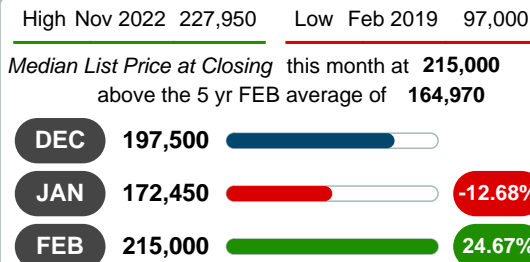 High Nov 2022 227,950 Low Feb 2019 97,000
Median List Price at Closing this month at 215,000
above the 5 yr FEB average of 164,970
DEC 197,500
JAN 172,450 -12.68%
FEB 215,000 24.67%